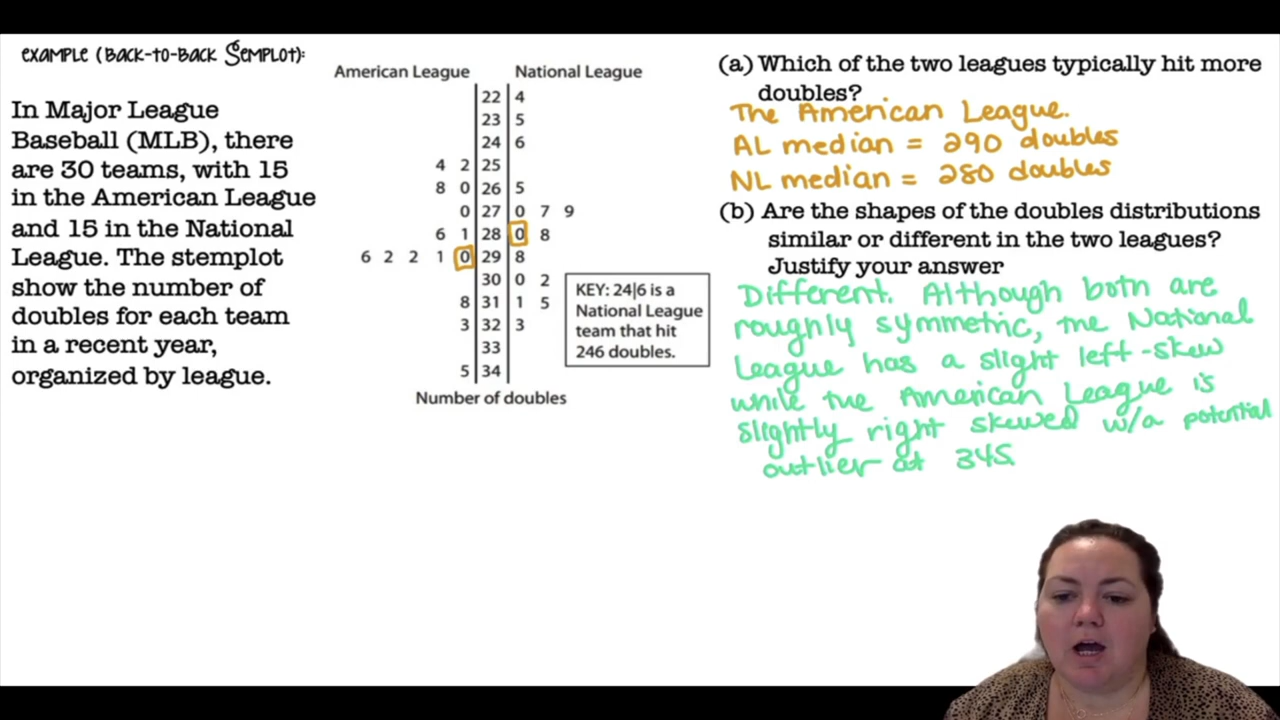 EXAMPLE (BACK-TO-BACK STEMPLOT):
In Major League
Baseball (MLB), there
are 30 teams, with 15
in the American League
and 15 in the National
League. The stemplot
show the number of
doubles for each team
in a recent year,
organized by league.
American League National League
22 4
23 5
24 6
4 2 25
8 0 26 5
0 27 0 7 9
6 1 28 0 8
6 2 2 1 0 29 8
30 0 2
8 31 1 5
3 32 3
33
5 34
Number of doubles
KEY: 24|6 is a
National League
team that hit
246 doubles.
(a) Which of the two leagues typically hit more
doubles?
The American League.
AL median = 290 doubles
NL median = 280 doubles
(b) Are the shapes of the doubles distributions
similar or different in the two leagues?
Justify your answer
Different. Although both are
roughly symmetric, the National
League has a slight left-skew
while the American League is
slightly right skewed w/a potential
outlier at 345